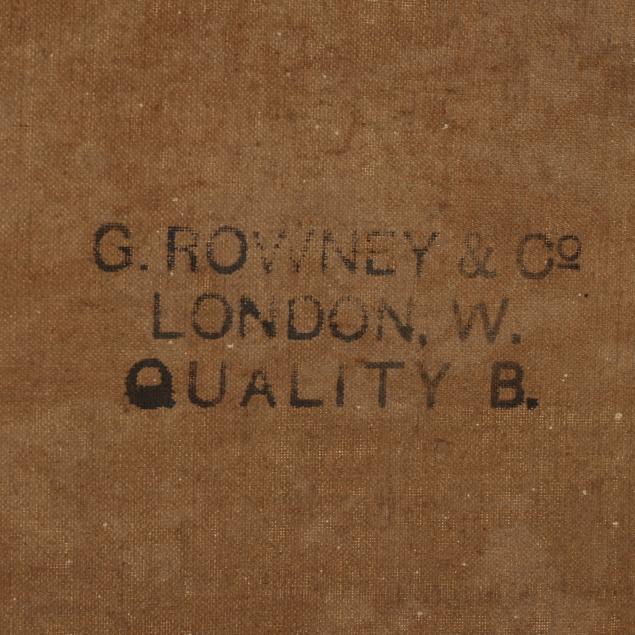 G. ROWNEY & Cº
LONDON, W.
QUALITY B.